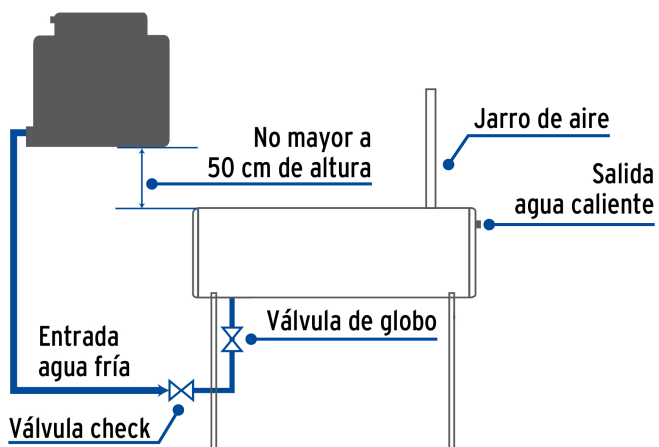 No mayor a
50 cm de altura
Jarro de aire
Salida
agua caliente
Válvula de globo
Entrada
agua fría
Válvula check